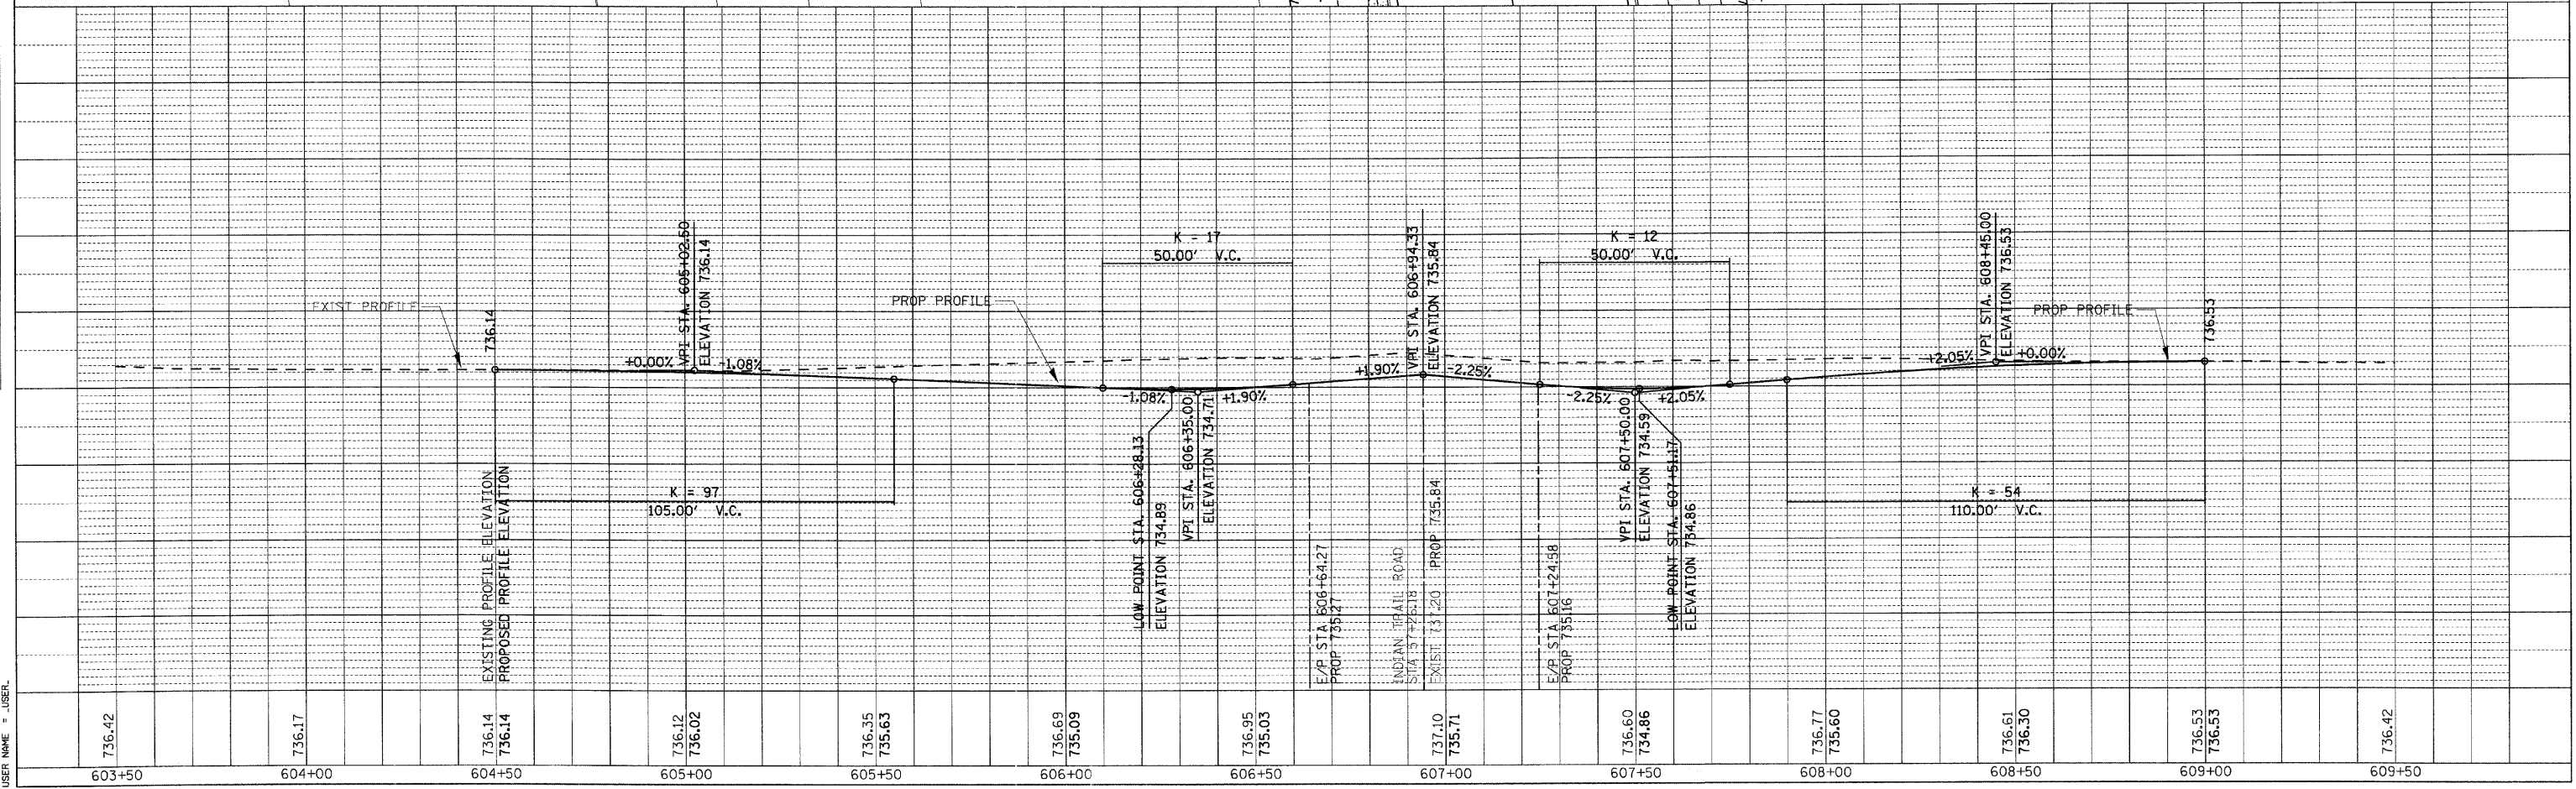 K = 17
50.00' V.C.
K = 12
50.00' V.C.
VPI STA. 605+02.50
ELEVATION 736.14
VPI STA. 606+94.33
ELEVATION 735.84
VPI STA. 608+45.00
ELEVATION 736.53
EXIST PROFILE
736.14
PROP PROFILE
PROP PROFILE
736.53
+0.00%
-1.08%
-1.08%
+1.90%
+1.90%
-2.25%
-2.25%
+2.05%
+2.05%
+0.00%
EXISTING PROFILE ELEVATION
PROPOSED PROFILE ELEVATION
K = 97
105.00' V.C.
LOW POINT STA. 606+28.13
ELEVATION 734.89
VPI STA. 606+35.00
ELEVATION 734.71
E/P STA 606+64.27
PROP 735.27
INDIAN TRAIL ROAD
EXIST 737.20 PROP 735.84
E/P STA 607+24.58
PROP 735.16
VPI STA. 607+50.00
ELEVATION 734.59
LOW POINT STA. 607+51.17
ELEVATION 734.86
K = 54
110.00' V.C.
736.42
736.17
736.14
736.14
736.12
736.02
736.35
735.63
736.69
735.09
736.95
735.03
737.10
735.71
736.60
734.86
736.77
735.60
736.61
736.30
736.53
736.53
736.42
603+50
604+00
604+50
605+00
605+50
606+00
606+50
607+00
607+50
608+00
608+50
609+00
609+50
USER NAME = _USER_